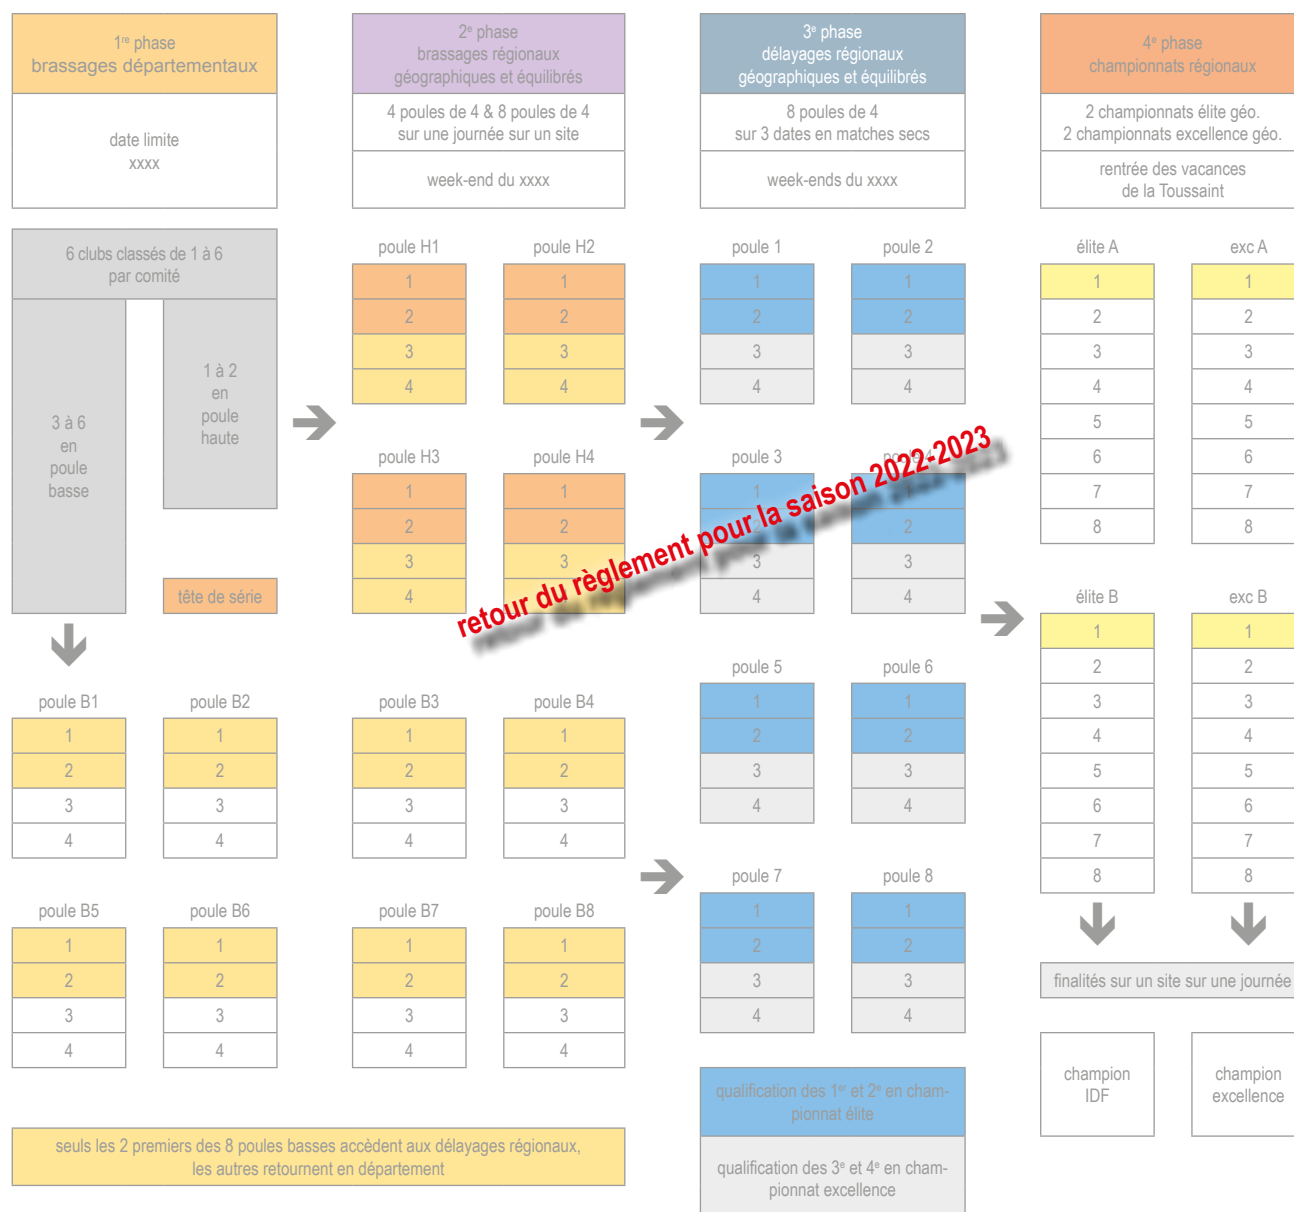 1re phase
brassages départementaux
date limite
xxxx
2e phase
brassages régionaux
géographiques et équilibrés
4 poules de 4 & 8 poules de 4
sur une journée sur un site
week-end du xxxx
3e phase
délayages régionaux
géographiques et équilibrés
8 poules de 4
sur 3 dates en matches secs
week-ends du xxxx
4e phase
championnats régionaux
2 championnats élite géo.
2 championnats excellence géo.
rentrée des vacances
de la Toussaint
6 clubs classés de 1 à 6
par comité
3 à 6
en
poule
basse
1 à 2
en
poule
haute
tête de série
poule H1
1
2
3
4
poule H2
1
2
3
4
poule H3
1
2
3
4
poule H4
1
2
3
poule B1
1
2
3
4
poule B2
1
2
3
4
poule B3
1
2
3
4
poule B4
1
2
3
4
poule B5
1
2
3
4
poule B6
1
2
3
4
poule B7
1
2
3
4
poule B8
1
2
3
4
seuls les 2 premiers des 8 poules basses accèdent aux délayages régionaux,
les autres retournent en département
poule 1
1
2
3
4
poule 2
1
2
3
4
poule 3
1
3
4
poule 4
2
3
4
retour du règlement pour la saison 2022-2023
poule 5
1
2
3
4
poule 6
1
2
3
4
poule 7
1
2
3
4
poule 8
1
2
3
4
qualification des 1er et 2e en cham-
pionnat élite
qualification des 3e et 4e en cham-
pionnat excellence
élite A
1
2
3
4
5
6
7
8
exc A
1
2
3
4
5
6
7
8
élite B
1
2
3
4
5
6
7
8
exc B
1
2
3
4
5
6
7
8
finalités sur un site sur une journée
champion
IDF
champion
excellence